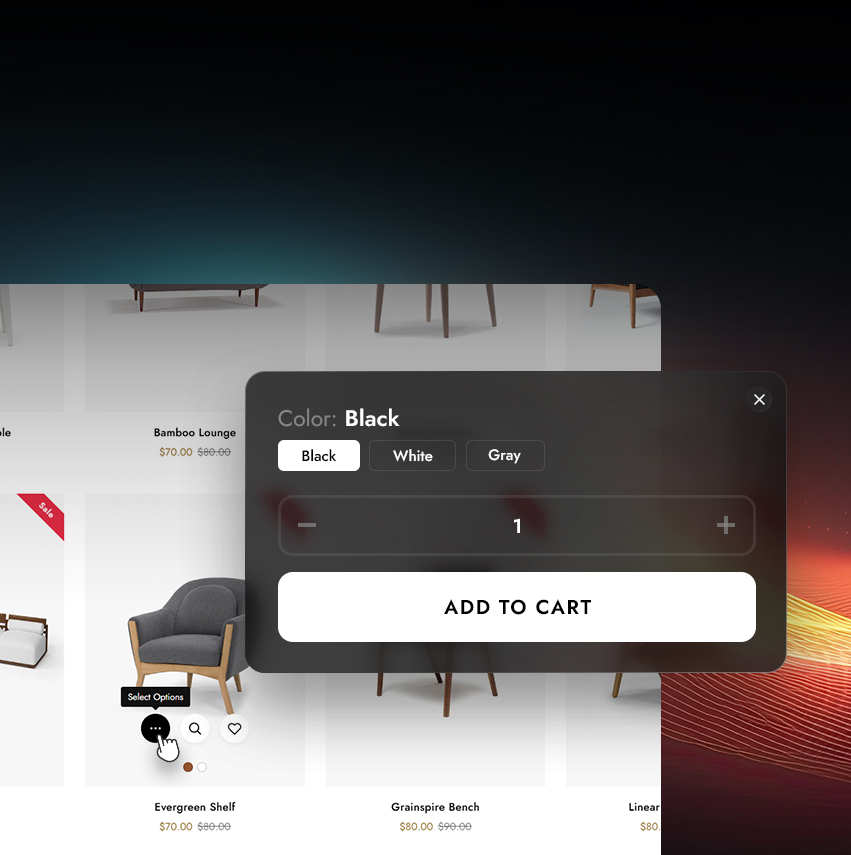 Color: Black
Black White Gray
1
ADD TO CART
Bamboo Lounge
$70.00 $80.00
Sale
Select Options
Evergreen Shelf
$70.00 $80.00
Grainspire Bench
$80.00 $90.00
Linear
$80.